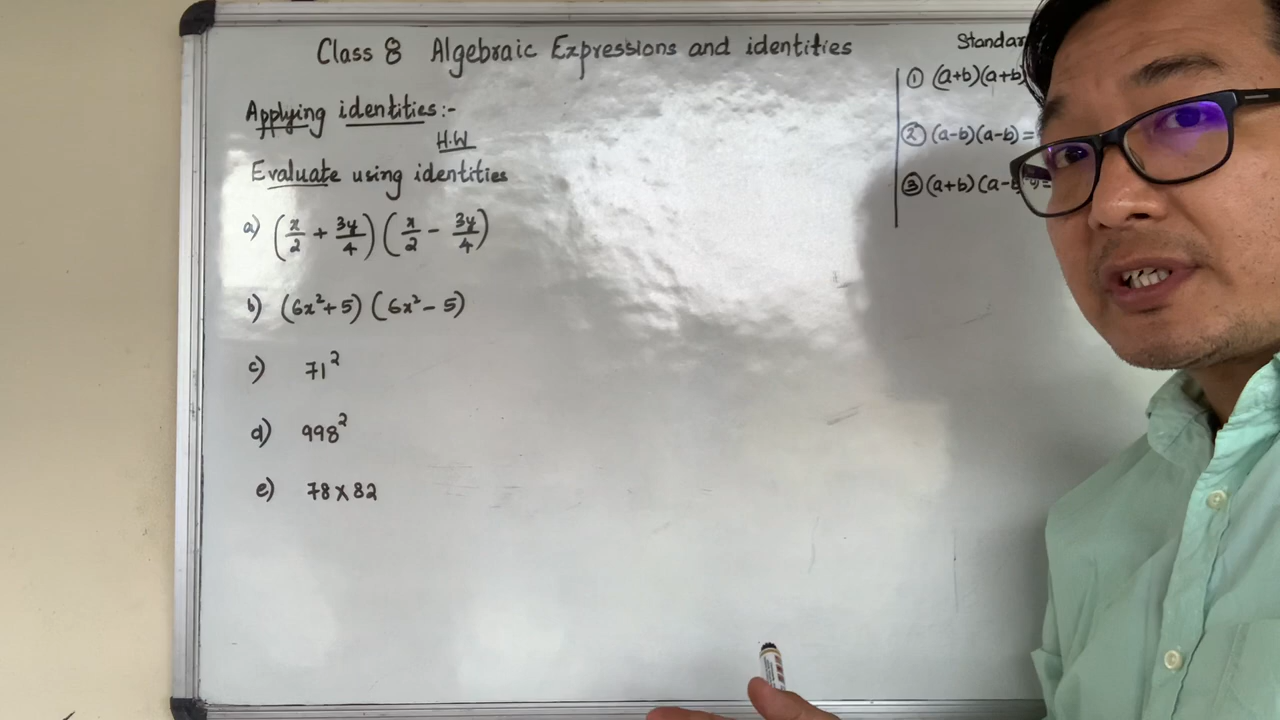 Class 8 Algebraic Expressions and identities
Applying identities:-
H.W
Evaluate using identities
a) (x/2 + 3y/4) (x/2 - 3y/4)
b) (6x²+5) (6x²-5)
c) 71²
d) 998²
e) 78×82
① (a+b)(a+b)
② (a-b)(a-b)=
③ (a+b)(a-b)=